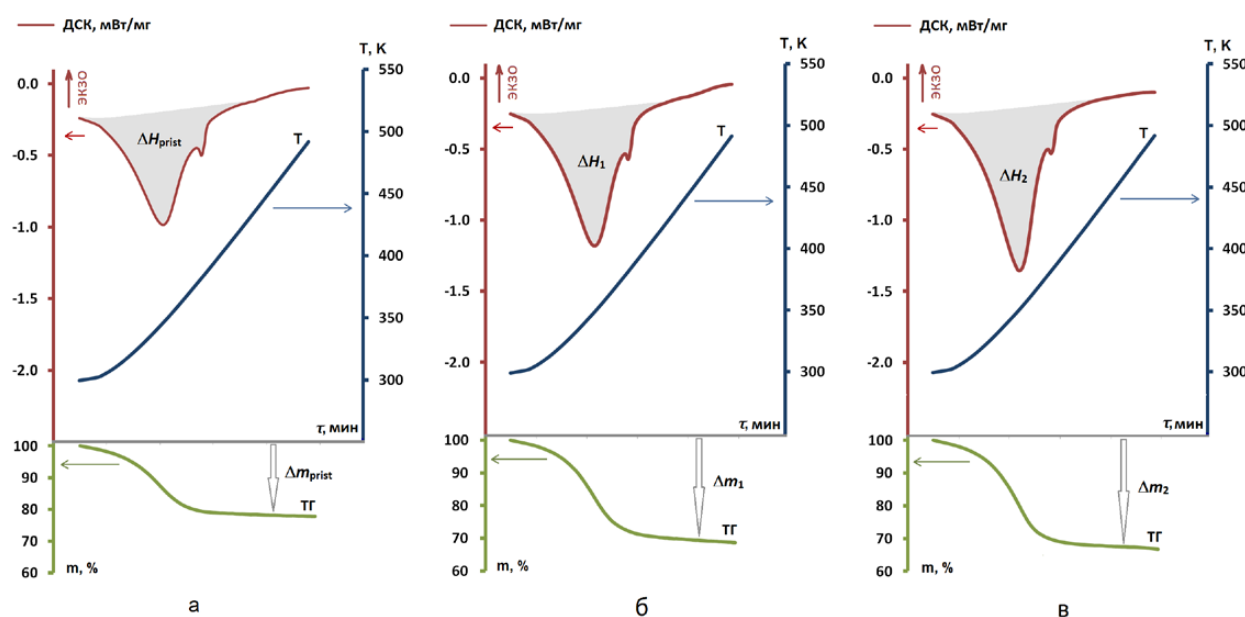 ДСК, мВт/мг
T, K
0.0
-0.5
-1.0
-1.5
-2.0
ЭКЗО
ΔHprist
T
550
500
450
400
350
300
τ, мин
100
90
80
70
60
Δmprist
ТГ
m, %
а
ДСК, мВт/мг
T, K
0.0
-0.5
-1.0
-1.5
-2.0
ЭКЗО
ΔH1
T
550
500
450
400
350
300
τ, мин
100
90
80
70
60
Δm1
ТГ
m, %
б
ДСК, мВт/мг
T, K
0.0
-0.5
-1.0
-1.5
-2.0
ЭКЗО
ΔH2
T
550
500
450
400
350
300
τ, мин
100
90
80
70
60
Δm2
ТГ
m, %
в